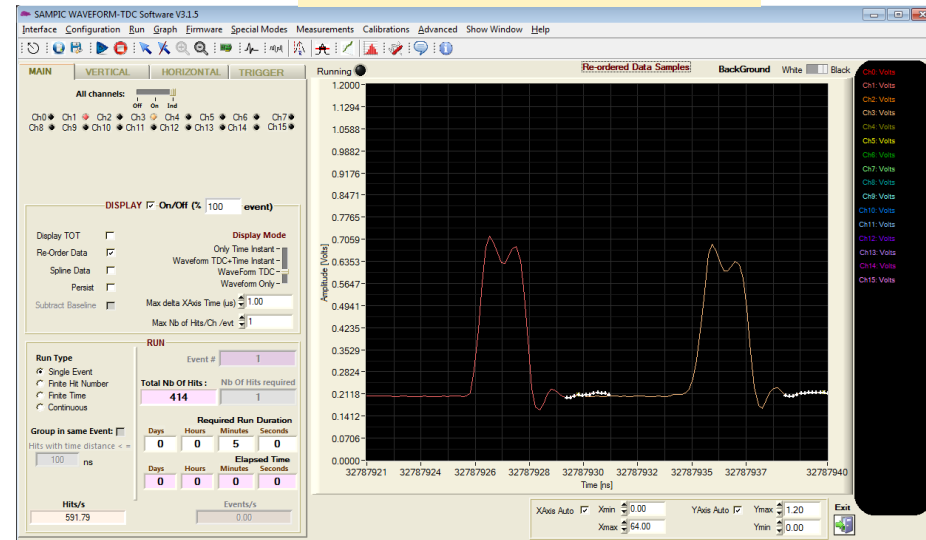 SAMPIC WAVEFORM-TDC Software V3.1.5
Interface Configuration Run Graph Firmware Special Modes Measurements Calibrations Advanced Show Window Help
MAIN VERTICAL HORIZONTAL TRIGGER
All channels:
Off On Ind
Ch0 Ch1 Ch2 Ch3 Ch4 Ch5 Ch6 Ch7
Ch8 Ch9 Ch10 Ch11 Ch12 Ch13 Ch14 Ch15
DISPLAY On/Off (% 100 event)
Display TOT
Re-Order Data
Spline Data
Persist
Subtract Baseline
Display Mode
Only Time Instant
Waveform TDC+Time Instant
WaveForm TDC
Waveform Only
Max delta XAxis Time (us) 1.00
Max Nb of Hits/Ch /evt 1
RUN
Run Type
Single Event
Finite Hit Number
Finite Time
Continuous
Event # 1
Total Nb Of Hits : Nb Of Hits required
414 1
Group in same Event:
Hits with time distance < =
100 ns
Required Run Duration
Days Hours Minutes Seconds
0 0 5 0
Elapsed Time
Days Hours Minutes Seconds
0 0 0 0
Hits/s
591.79
Events/s
0.00
Running
Re-ordered Data Samples
BackGround White Black
Amplitude [Volts]
1.2000
1.1294
1.0588
0.9882
0.9176
0.8471
0.7765
0.7059
0.6353
0.5647
0.4941
0.4235
0.3529
0.2824
0.2118
0.1412
0.0706
0.0000
32787921 32787924 32787926 32787928 32787930 32787932 32787935 32787937 32787940
Time [ns]
Ch0: Volts
Ch1: Volts
Ch2: Volts
Ch3: Volts
Ch4: Volts
Ch5: Volts
Ch6: Volts
Ch7: Volts
Ch8: Volts
Ch9: Volts
Ch10: Volts
Ch11: Volts
Ch12: Volts
Ch13: Volts
Ch14: Volts
Ch15: Volts
XAxis Auto Xmin 0.00
Xmax 64.00
YAxis Auto Ymax 1.20
Ymin 0.00
Exit